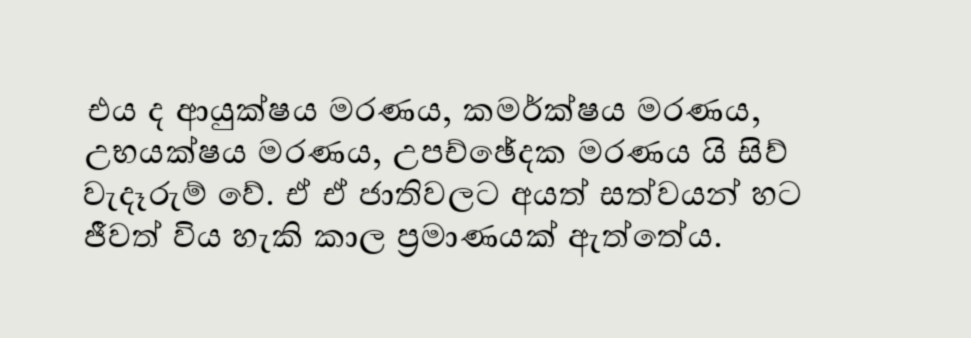 එය ද ආයුක්ෂය මරණය, කමර්ක්ෂය මරණය,
උභයක්ෂය මරණය, උපච්ඡේදක මරණය යි සිව්
වැදෑරුම් වේ. ඒ ඒ ජාතිවලට අයත් සත්වයන් හට
ජීවත් විය හැකි කාල ප්‍රමාණයක් ඇත්තේය.